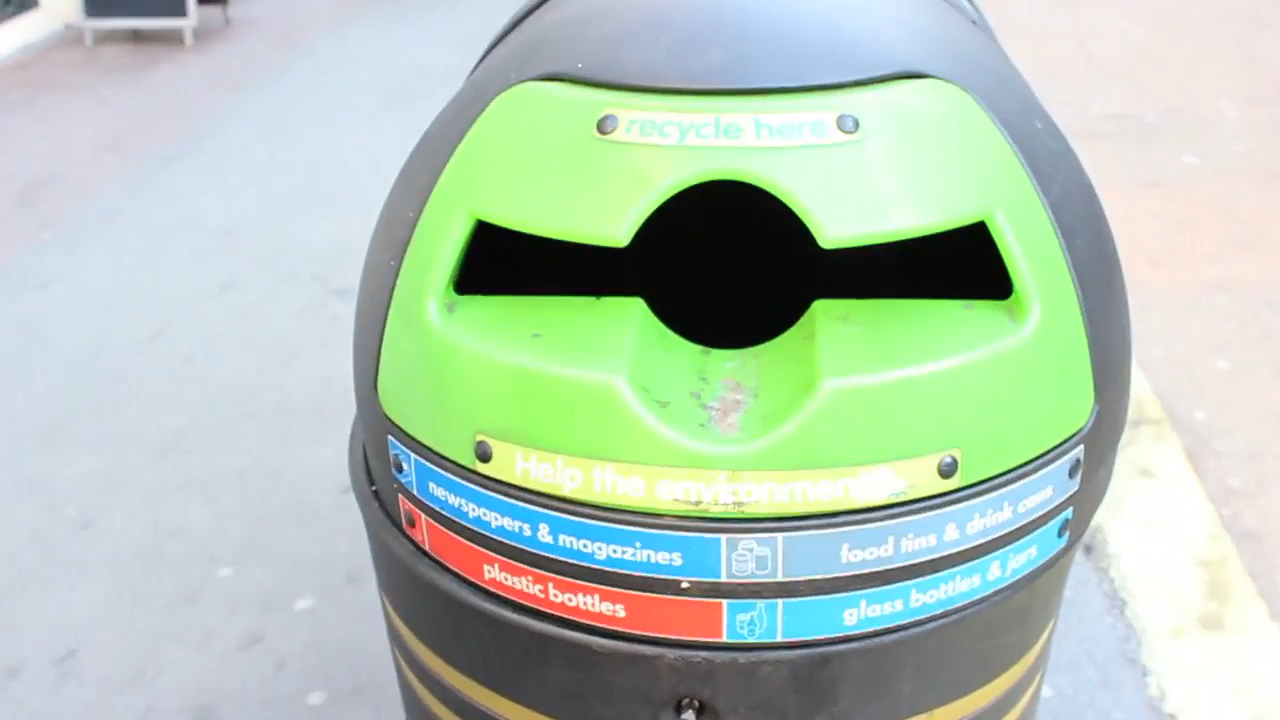 recycle here
Help the environment
newspapers & magazines
food tins & drink cans
plastic bottles
glass bottles & jars